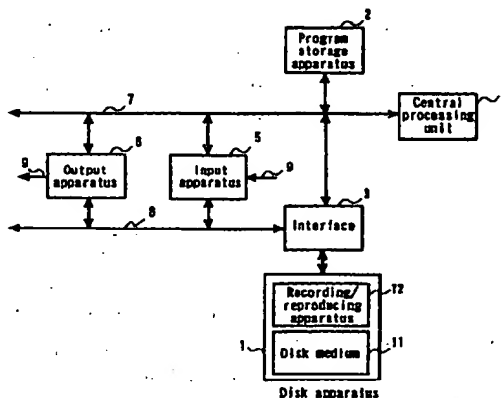 2
Program
storage
apparatus
7
Central
processing
unit
6
5
9
Output
apparatus
Input
apparatus
9
8
3
Interface
Recording/
reproducing
apparatus
12
1
Disk medium
11
Disk apparatus